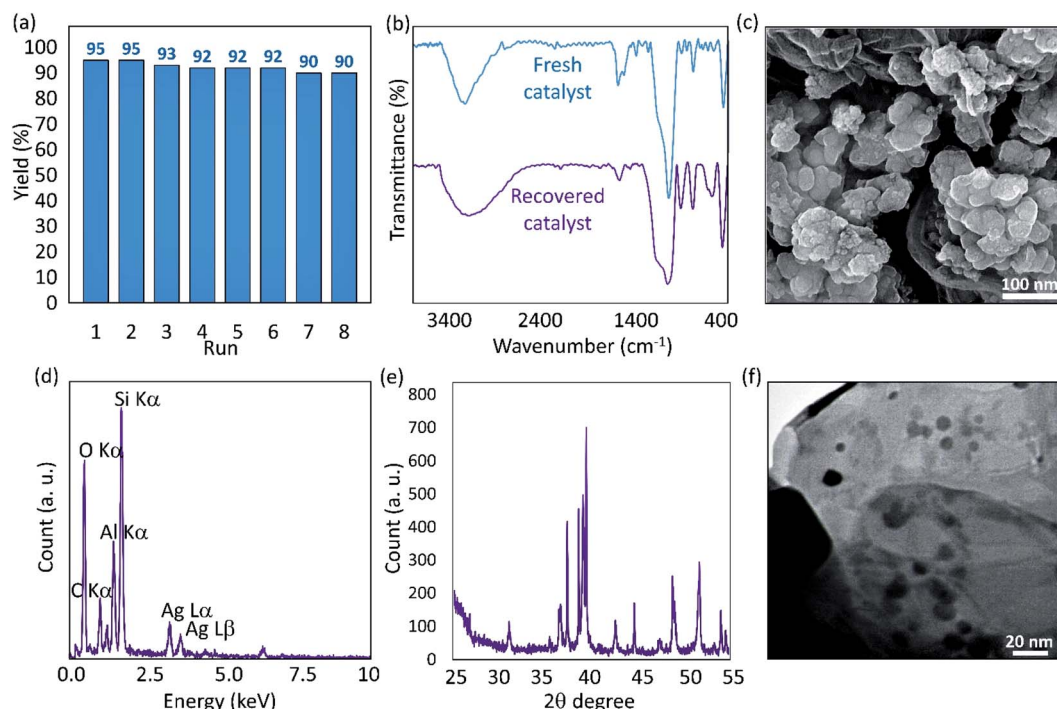 (a)
100
90
80
70
60
50
40
30
20
10
0
Yield (%)
95 95 93 92 92 92 90 90
1 2 3 4 5 6 7 8
Run
(b)
Transmittance (%)
Fresh
catalyst
Recovered
catalyst
3400 2400 1400 400
Wavenumber (cm⁻¹)
(c)
100 nm
(d)
Count (a. u.)
Si Kα
O Kα
Al Kα
C Kα
Ag Lα
Ag Lβ
0.0 2.5 5.0 7.5 10
Energy (keV)
(e)
800
700
600
500
400
300
200
100
0
Count (a. u.)
25 30 35 40 45 50 55
2θ degree
(f)
20 nm